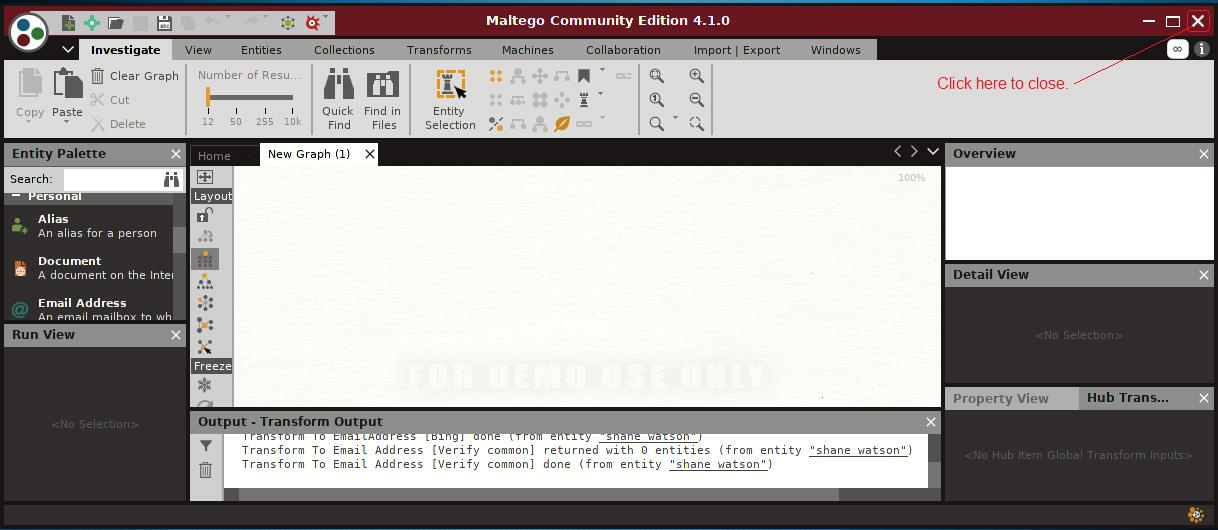 Maltego Community Edition 4.1.0
Investigate View Entities Collections Transforms Machines Collaboration Import | Export Windows
Clear Graph
Cut
Delete
Copy Paste
Number of Resu...
12 50 255 10k
Quick Find
Find in Files
Entity Selection
Click here to close.
Entity Palette
Search:
Personal
Alias
An alias for a person
Document
A document on the Inter
Email Address
An email mailbox to wh
Run View
<No Selection>
Home New Graph (1)
100%
Layout
Freeze
FOR DEMO USE ONLY
Output - Transform Output
Transform To EmailAddress [Bing] done (from entity "shane watson")
Transform To Email Address [Verify common] returned with 0 entities (from entity "shane watson")
Transform To Email Address [Verify common] done (from entity "shane watson")
Overview
Detail View
<No Selection>
Property View Hub Trans...
<No Hub Item Global Transform Inputs>